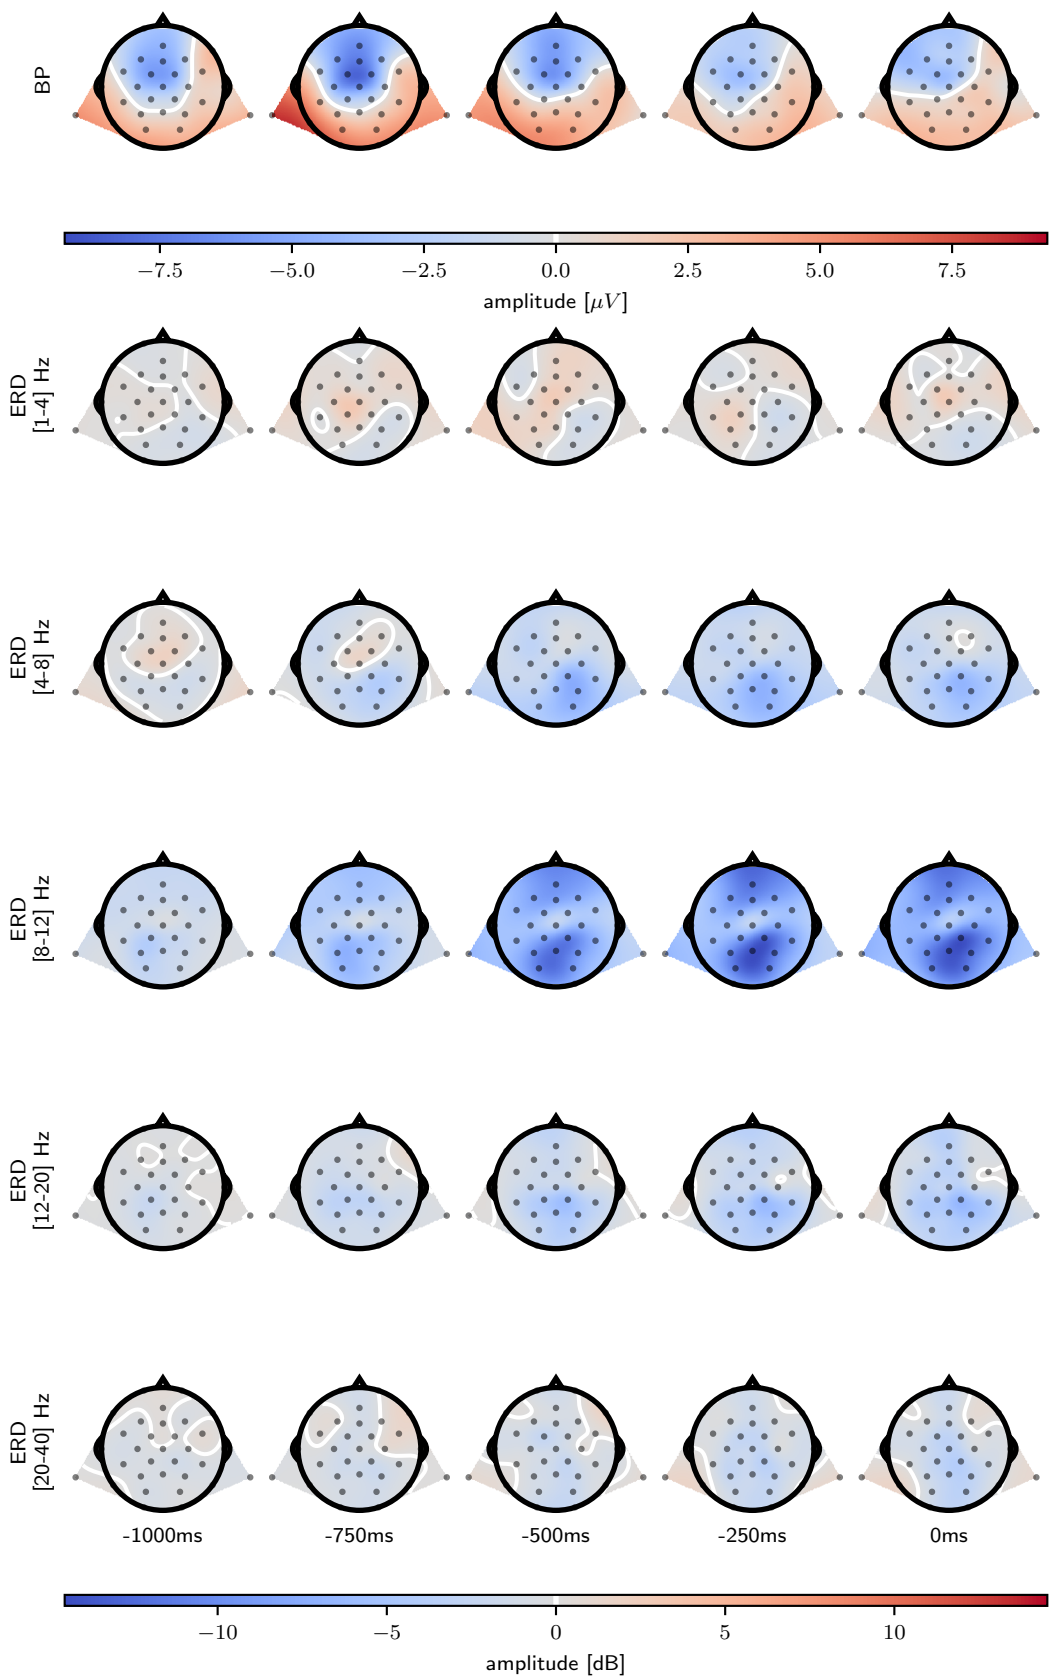 BP
−7.5 −5.0 −2.5 0.0 2.5 5.0 7.5
amplitude [μV]
ERD
[1-4] Hz
ERD
[4-8] Hz
ERD
[8-12] Hz
ERD
[12-20] Hz
ERD
[20-40] Hz
-1000ms -750ms -500ms -250ms 0ms
−10 −5 0 5 10
amplitude [dB]